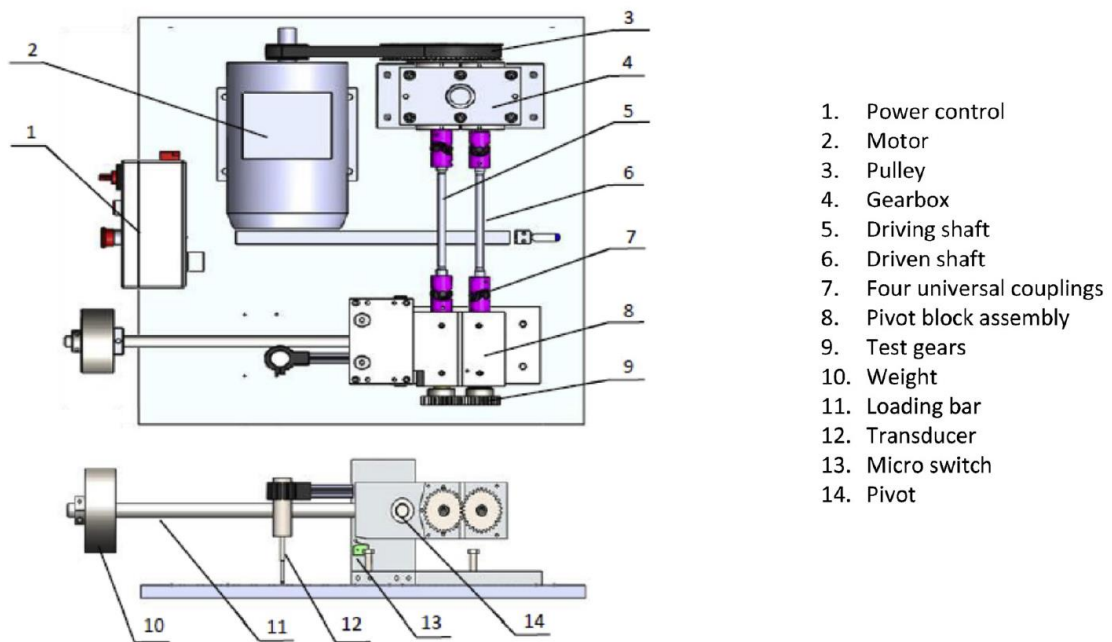 3
2
4
5
1
6
7
8
9
10
11
12
13
14
1. Power control
2. Motor
3. Pulley
4. Gearbox
5. Driving shaft
6. Driven shaft
7. Four universal couplings
8. Pivot block assembly
9. Test gears
10. Weight
11. Loading bar
12. Transducer
13. Micro switch
14. Pivot